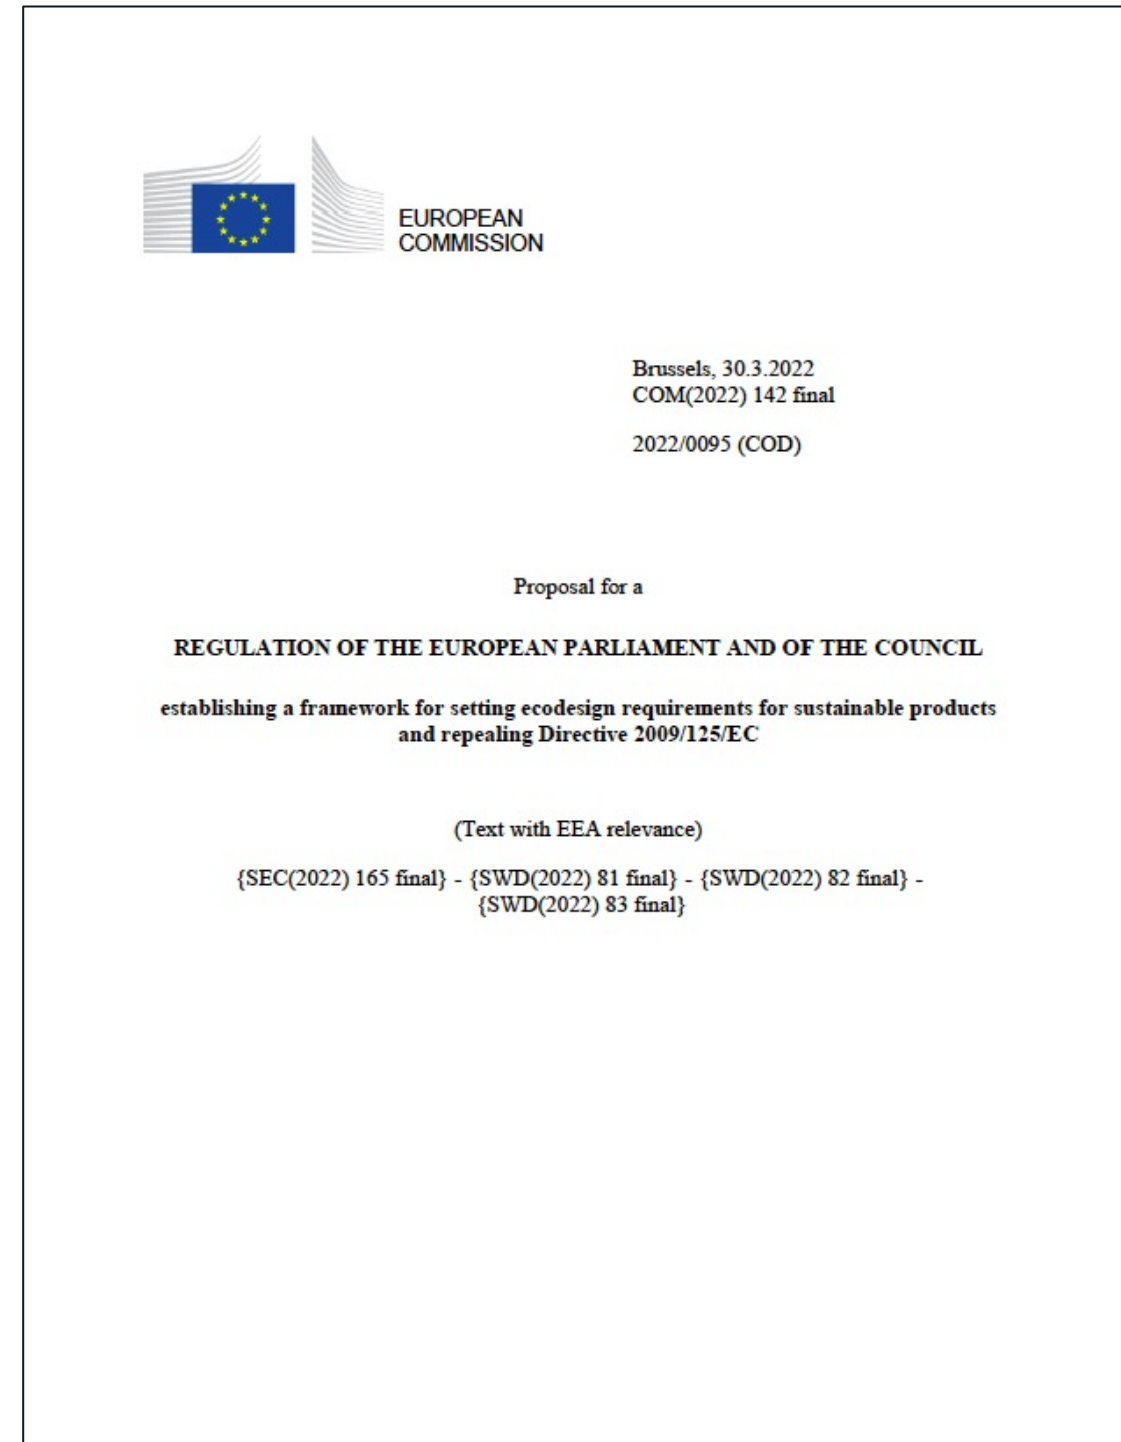 EUROPEAN
COMMISSION
Brussels, 30.3.2022
COM(2022) 142 final
2022/0095 (COD)
Proposal for a
REGULATION OF THE EUROPEAN PARLIAMENT AND OF THE COUNCIL
establishing a framework for setting ecodesign requirements for sustainable products
and repealing Directive 2009/125/EC
(Text with EEA relevance)
{SEC(2022) 165 final} - {SWD(2022) 81 final} - {SWD(2022) 82 final} -
{SWD(2022) 83 final}